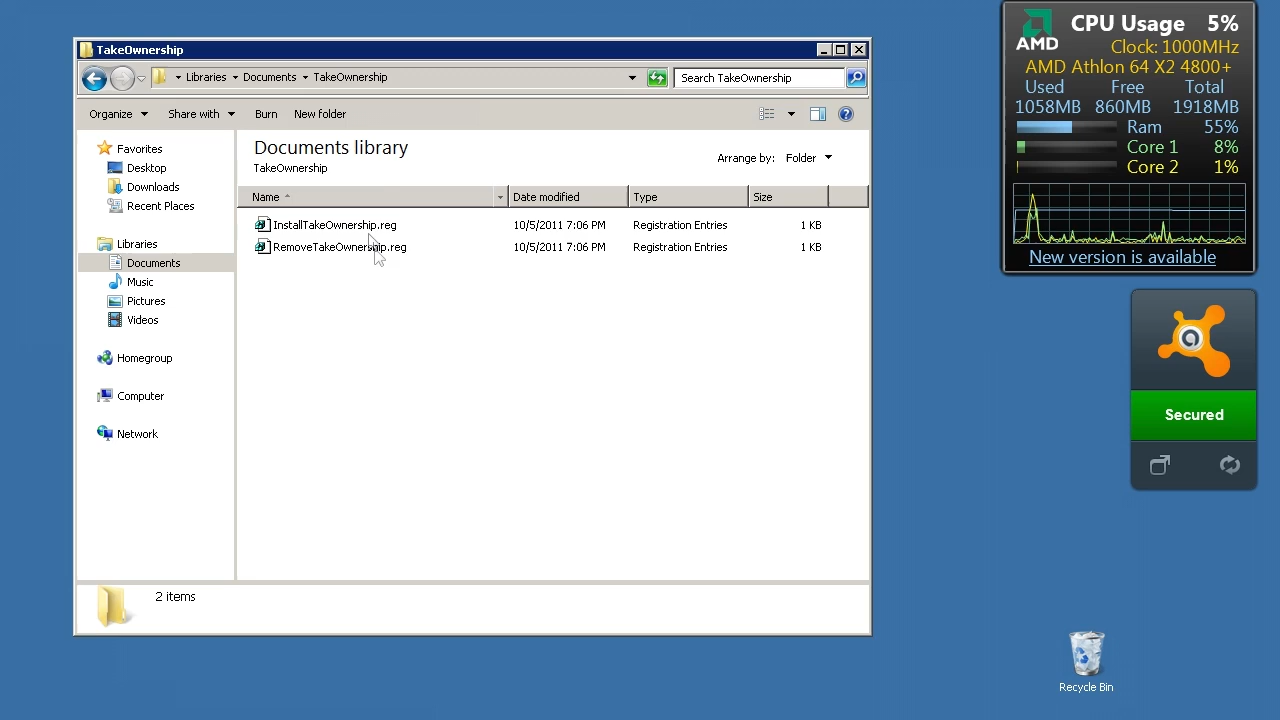 TakeOwnership
Libraries Documents TakeOwnership
Search TakeOwnership
Organize Share with Burn New folder
Favorites
Desktop
Downloads
Recent Places
Libraries
Documents
Music
Pictures
Videos
Homegroup
Computer
Network
Documents library
TakeOwnership
Arrange by: Folder
Name Date modified Type Size
InstallTakeOwnership.reg 10/5/2011 7:06 PM Registration Entries 1 KB
RemoveTakeOwnership.reg 10/5/2011 7:06 PM Registration Entries 1 KB
2 items
AMD
CPU Usage 5%
Clock: 1000MHz
AMD Athlon 64 X2 4800+
Used Free Total
1058MB 860MB 1918MB
Ram 55%
Core 1 8%
Core 2 1%
New version is available
Secured
Recycle Bin